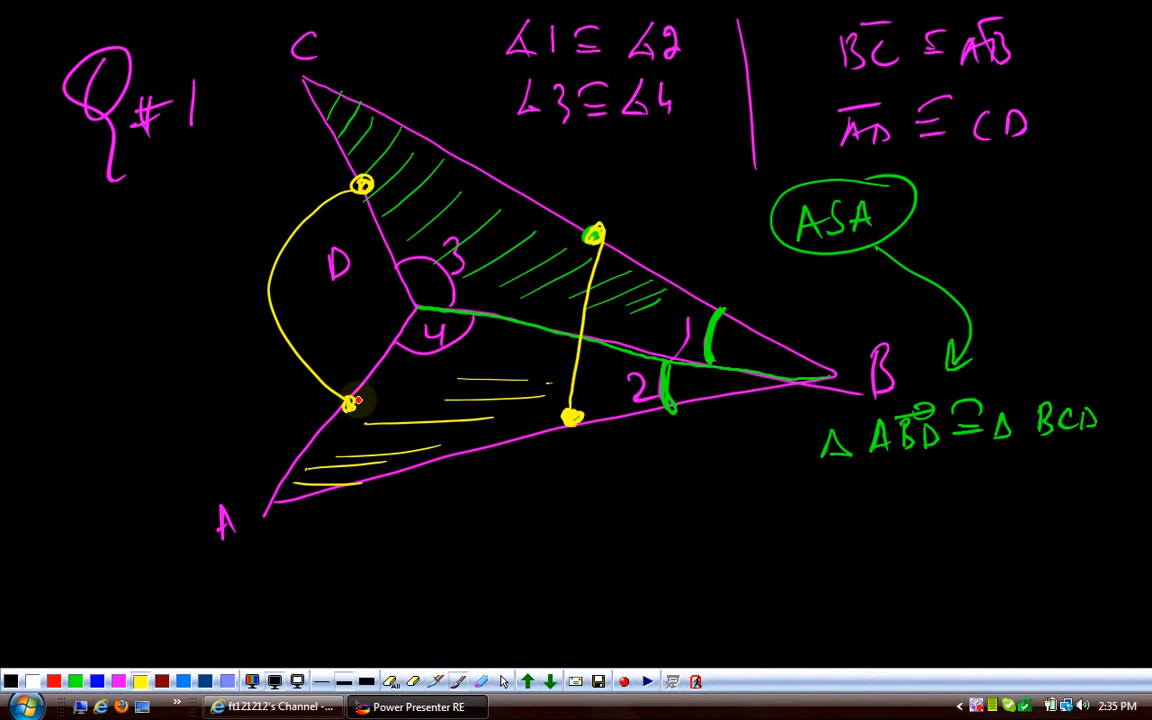 Q#1
C
∡1 ≅ ∡2
∡3 ≅ ∡4
BC ≅ AB
AD ≅ CD
ASA
D
3
4
1
2
B
Δ ABD ≅ Δ BCD
A
ft121212's Channel -...
Power Presenter RE
2:35 PM